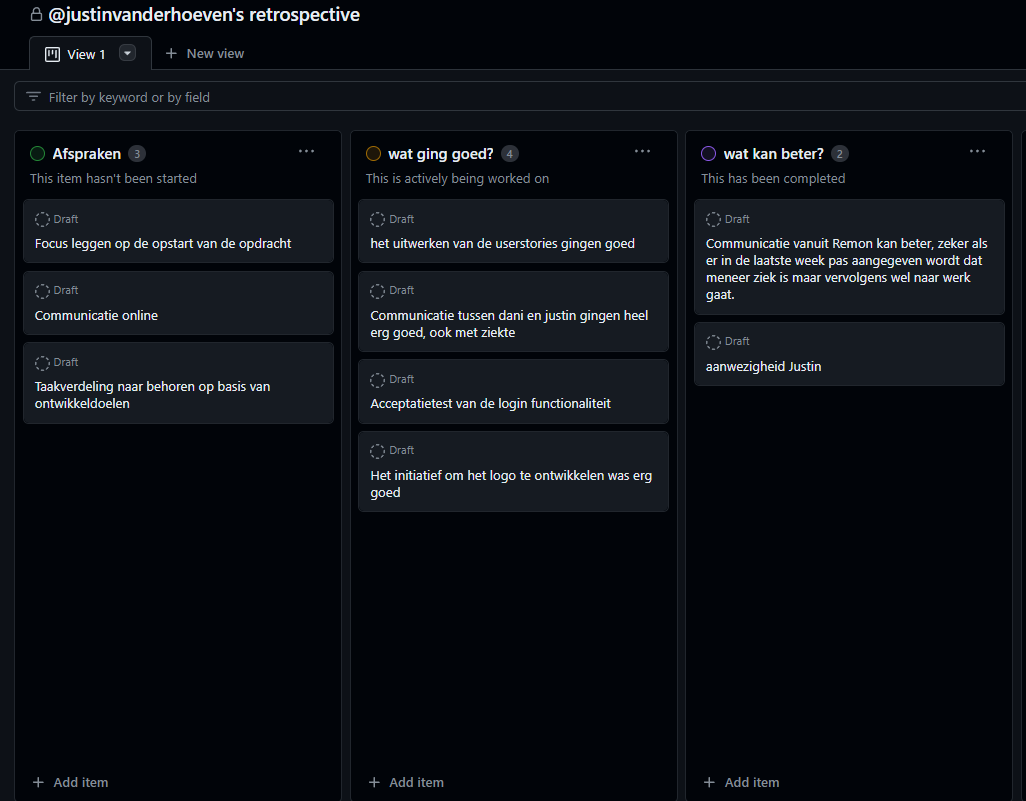 @justinvanderhoeven's retrospective
View 1
New view
Filter by keyword or by field
Afspraken 3
This item hasn't been started
Draft
Focus leggen op de opstart van de opdracht
Draft
Communicatie online
Draft
Taakverdeling naar behoren op basis van
ontwikkeldoelen
Add item
wat ging goed? 4
This is actively being worked on
Draft
het uitwerken van de userstories gingen goed
Draft
Communicatie tussen dani en justin gingen heel
erg goed, ook met ziekte
Draft
Acceptatietest van de login functionaliteit
Draft
Het initiatief om het logo te ontwikkelen was erg
goed
Add item
wat kan beter? 2
This has been completed
Draft
Communicatie vanuit Remon kan beter, zeker als
er in de laatste week pas aangegeven wordt dat
meneer ziek is maar vervolgens wel naar werk
gaat.
Draft
aanwezigheid Justin
Add item